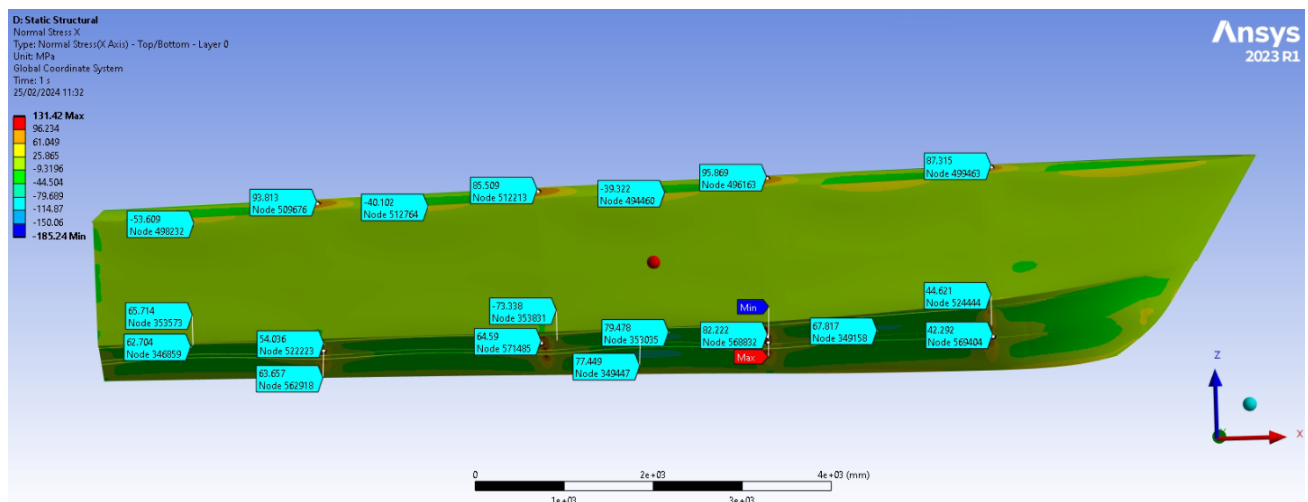 D: Static Structural
Normal Stress X
Type: Normal Stress(X Axis) - Top/Bottom - Layer 0
Unit: MPa
Global Coordinate System
Time: 1 s
25/02/2024 11:32
131.42 Max
96.234
61.049
25.865
-9.3196
-44.504
-79.689
-114.87
-150.06
-185.24 Min
Ansys
2023 R1
-53.609
Node 498232
93.813
Node 509676
-40.102
Node 512764
85.509
Node 512213
-39.322
Node 494460
95.869
Node 496163
87.315
Node 499463
65.714
Node 353573
62.704
Node 346859
54.036
Node 522223
63.657
Node 562918
-73.338
Node 353831
64.59
Node 571485
79.478
Node 353035
77.449
Node 349447
Min
82.222
Node 568832
Max
67.817
Node 349158
44.621
Node 524444
42.292
Node 569404
Z
X
0
2e+03
4e+03 (mm)
1e+03
3e+03